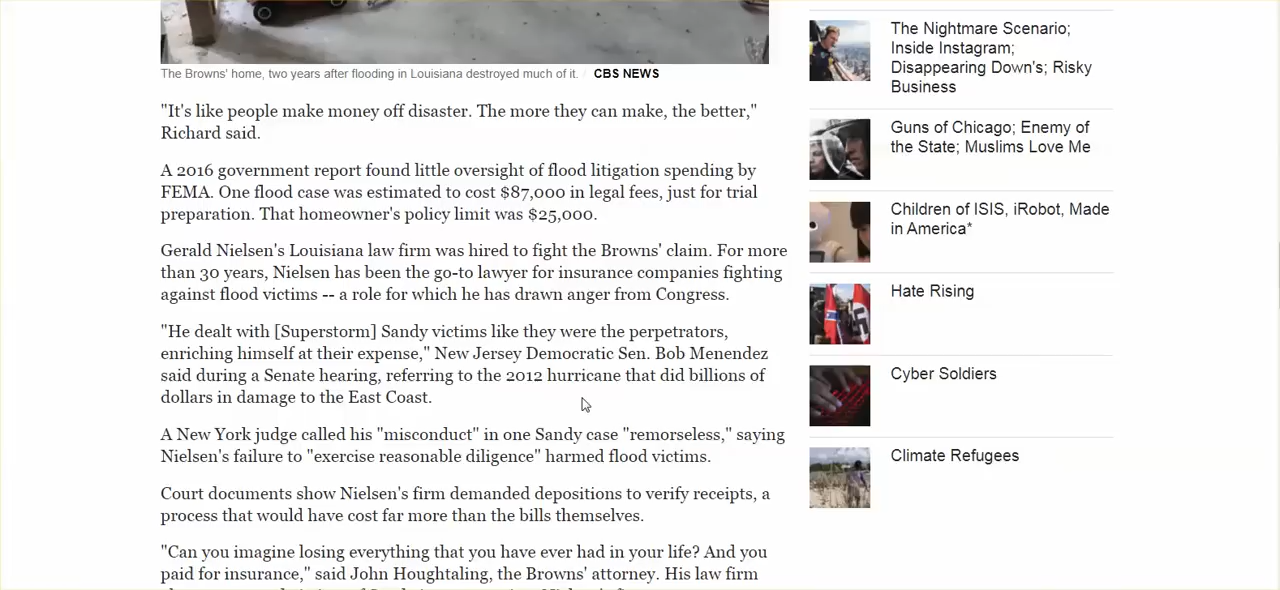 The Browns' home, two years after flooding in Louisiana destroyed much of it. / CBS NEWS
"It's like people make money off disaster. The more they can make, the better,"
Richard said.
A 2016 government report found little oversight of flood litigation spending by
FEMA. One flood case was estimated to cost $87,000 in legal fees, just for trial
preparation. That homeowner's policy limit was $25,000.
Gerald Nielsen's Louisiana law firm was hired to fight the Browns' claim. For more
than 30 years, Nielsen has been the go-to lawyer for insurance companies fighting
against flood victims -- a role for which he has drawn anger from Congress.
"He dealt with [Superstorm] Sandy victims like they were the perpetrators,
enriching himself at their expense," New Jersey Democratic Sen. Bob Menendez
said during a Senate hearing, referring to the 2012 hurricane that did billions of
dollars in damage to the East Coast.
A New York judge called his "misconduct" in one Sandy case "remorseless," saying
Nielsen's failure to "exercise reasonable diligence" harmed flood victims.
Court documents show Nielsen's firm demanded depositions to verify receipts, a
process that would have cost far more than the bills themselves.
"Can you imagine losing everything that you have ever had in your life? And you
paid for insurance," said John Houghtaling, the Browns' attorney. His law firm
The Nightmare Scenario;
Inside Instagram;
Disappearing Down's; Risky
Business
Guns of Chicago; Enemy of
the State; Muslims Love Me
Children of ISIS, iRobot, Made
in America*
Hate Rising
Cyber Soldiers
Climate Refugees